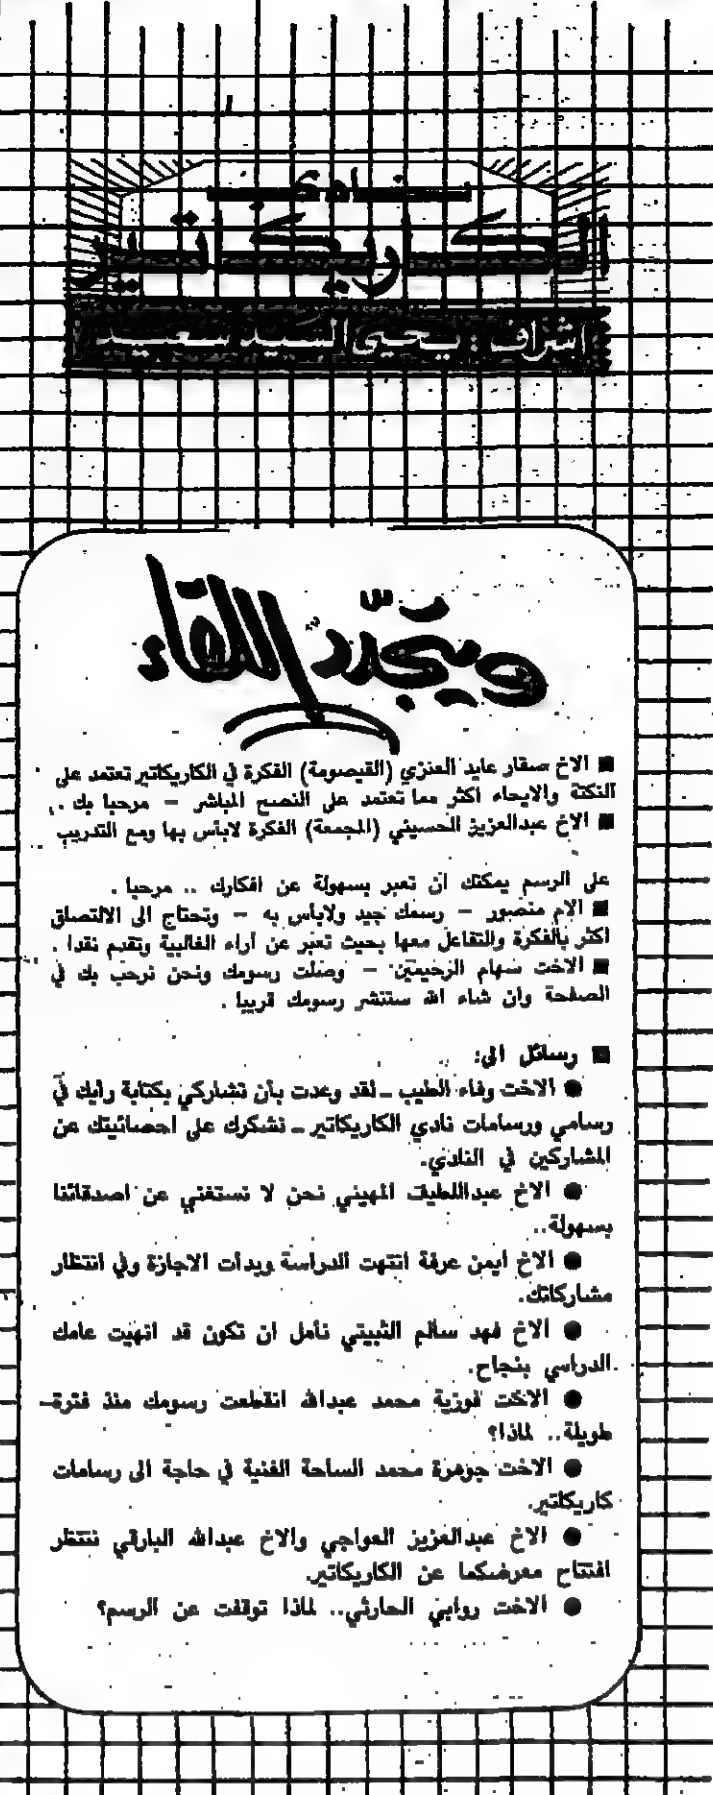 نادي
الكاريكاتير
اشراف : يحيى السيد سعيد
ويتجدد اللقاء
■ الاخ صقار عايد العنزي (القيصومة) الفكرة في الكاريكاتير تعتمد على
النكتة والايحاء اكثر مما تعتمد على النصح المباشر – مرحبا بك .
■ الاخ عبدالعزيز الحسيني (المجمعة) الفكرة لابأس بها ومع التدريب
على الرسم يمكنك ان تعبر بسهولة عن افكارك .. مرحبا .
■ الام منصور – رسمك جيد ولابأس به – وتحتاج الى الالتصاق
اكثر بالفكرة والتفاعل معها بحيث تعبر عن آراء الغالبية وتقدم نقدا .
■ الاخت سهام الزحيمين – وصلت رسومك ونحن نرحب بك في
الصفحة وان شاء الله ستنشر رسومك قريبا .
■ رسائل الى:
● الاخت وفاء الطيب ـ لقد وعدت بأن تشاركي بكتابة رأيك في
رسامي ورسامات نادي الكاريكاتير ـ نشكرك على احصائيتك عن
المشاركين في النادي.
● الاخ عبداللطيف المهيني نحن لا نستغني عن اصدقائنا
بسهولة..
● الاخ ايمن عرفة انتهت الدراسة وبدأت الاجازة وفي انتظار
مشاركاتك.
● الاخ فهد سالم الثبيتي نأمل ان تكون قد انهيت عامك
الدراسي بنجاح.
● الاخت فوزية محمد عبدالله انقطعت رسومك منذ فترة
طويلة.. لماذا؟
● الاخت جوهرة محمد الساحة الفنية في حاجة الى رسامات
كاريكاتير.
● الاخ عبدالعزيز العواجي والاخ عبدالله البارقي ننتظر
افتتاح معرضكما عن الكاريكاتير.
● الاخت روابي الحارثي.. لماذا توقفت عن الرسم؟